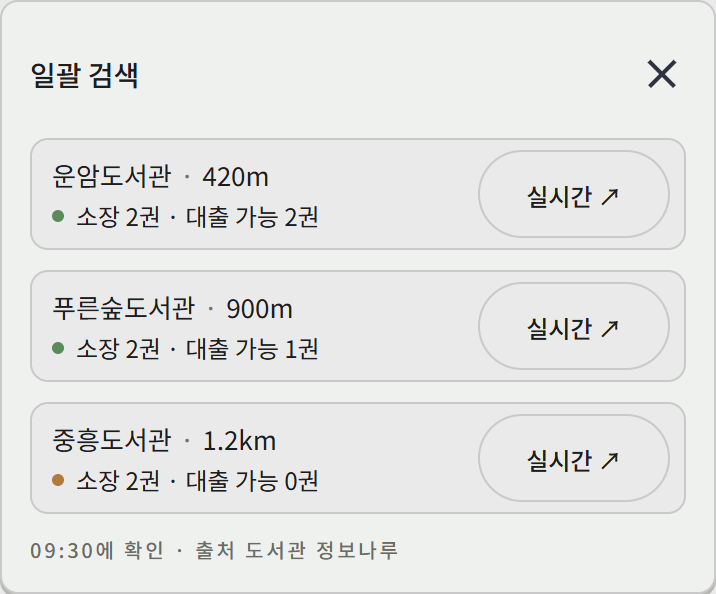 일괄 검색
운암도서관 · 420m
소장 2권 · 대출 가능 2권
실시간 ↗
푸른숲도서관 · 900m
소장 2권 · 대출 가능 1권
실시간 ↗
중흥도서관 · 1.2km
소장 2권 · 대출 가능 0권
실시간 ↗
09:30에 확인 · 출처 도서관 정보나루